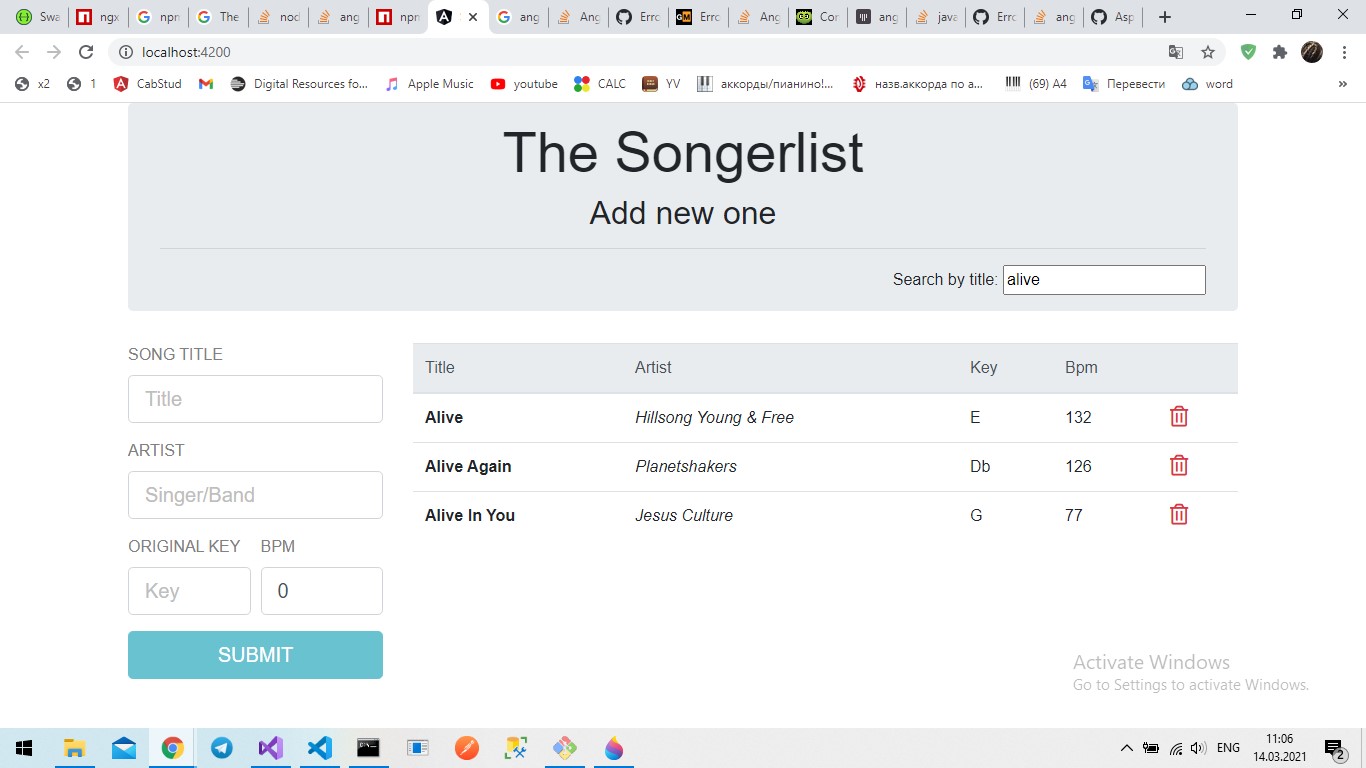 Swa ngx npn The nod ang npn ang Ang Erro Erro Ang Cor ang java Erro ang Asp
localhost:4200
x2 1 CabStud Digital Resources fo... Apple Music youtube CALC YV аккорды/пианино!... назв.аккорда по а... (69) A4 Перевести word »
The Songerlist
Add new one
Search by title: alive
SONG TITLE
Title
ARTIST
Singer/Band
ORIGINAL KEY BPM
Key 0
SUBMIT
Title Artist Key Bpm
Alive Hillsong Young & Free E 132
Alive Again Planetshakers Db 126
Alive In You Jesus Culture G 77
Activate Windows
Go to Settings to activate Windows.
ENG 11:06
14.03.2021 2